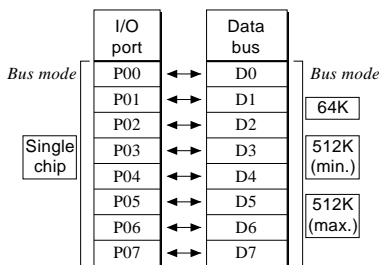 I/O port
Data bus
Bus mode
P00
D0
Bus mode
P01
D1
64K
P02
D2
Single chip
P03
D3
512K (min.)
P04
D4
P05
D5
512K (max.)
P06
D6
P07
D7